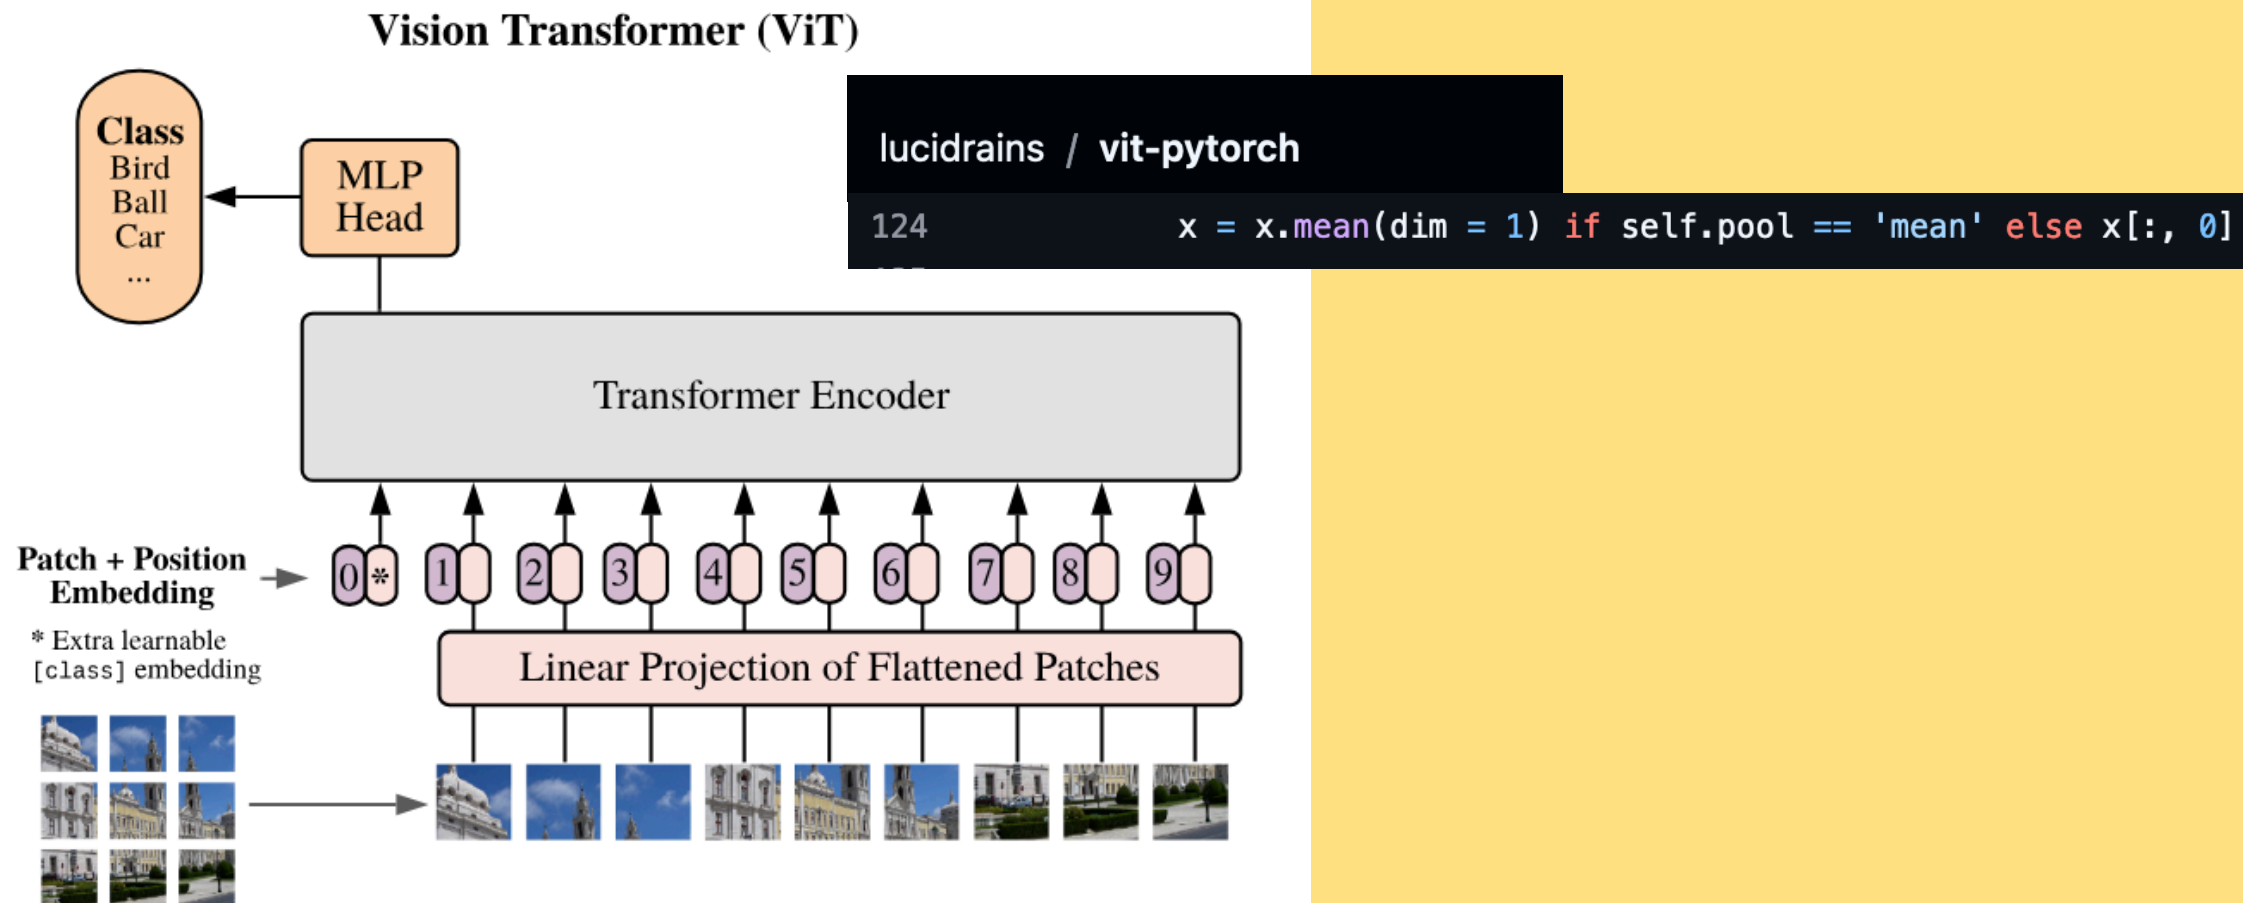 Vision Transformer (ViT)
Class
Bird
Ball
Car
...
MLP
Head
lucidrains / vit-pytorch
124 x = x.mean(dim = 1) if self.pool == 'mean' else x[:, 0]
Transformer Encoder
Patch + Position
Embedding
0 * 1 2 3 4 5 6 7 8 9
* Extra learnable
[class] embedding
Linear Projection of Flattened Patches